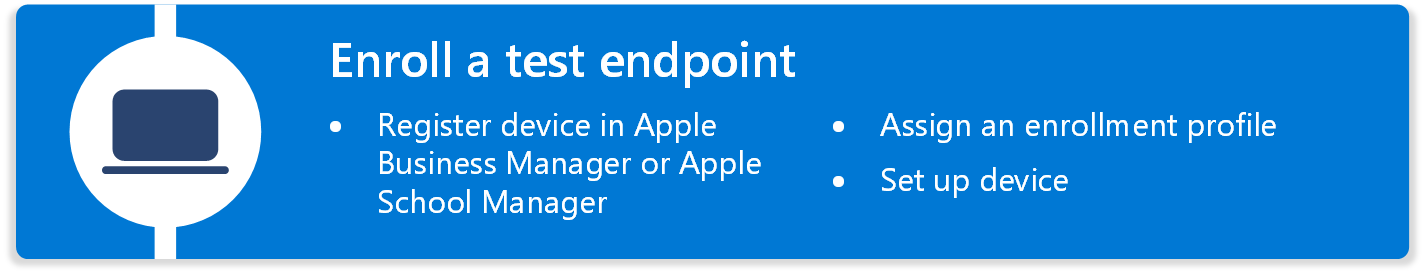 Enroll a test endpoint
• Register device in Apple
Business Manager or Apple
School Manager
• Assign an enrollment profile
• Set up device